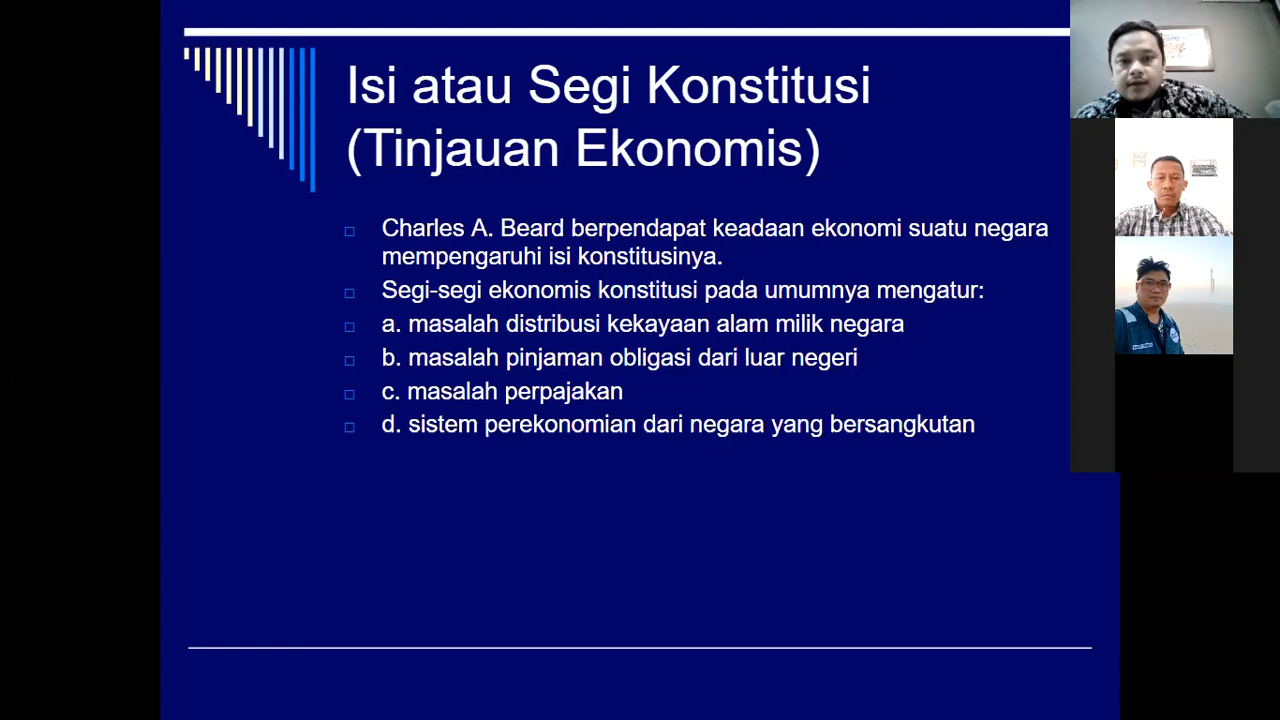 Isi atau Segi Konstitusi
(Tinjauan Ekonomis)
Charles A. Beard berpendapat keadaan ekonomi suatu negara
mempengaruhi isi konstitusinya.
Segi-segi ekonomis konstitusi pada umumnya mengatur:
a. masalah distribusi kekayaan alam milik negara
b. masalah pinjaman obligasi dari luar negeri
c. masalah perpajakan
d. sistem perekonomian dari negara yang bersangkutan